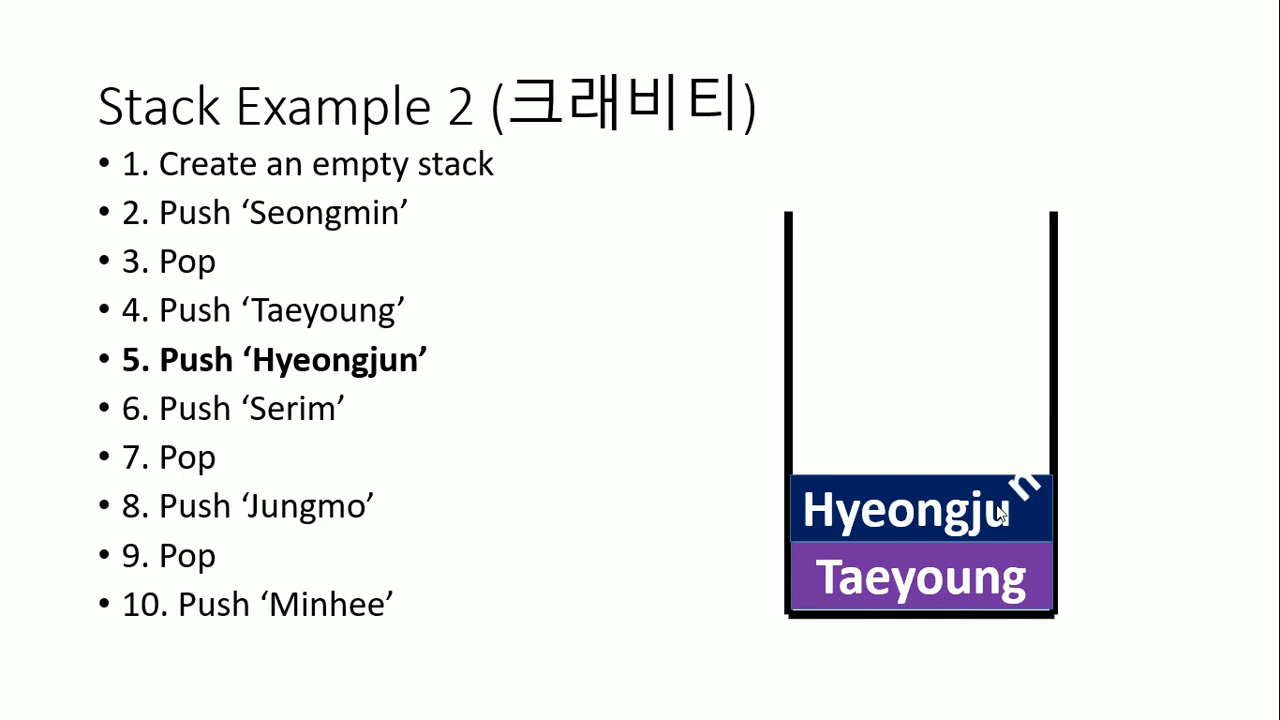 Stack Example 2 (크래비티)
• 1. Create an empty stack
• 2. Push ‘Seongmin’
• 3. Pop
• 4. Push ‘Taeyoung’
• 5. Push ‘Hyeongjun’
• 6. Push ‘Serim’
• 7. Pop
• 8. Push ‘Jungmo’
• 9. Pop
• 10. Push ‘Minhee’
Hyeongjun
Taeyoung